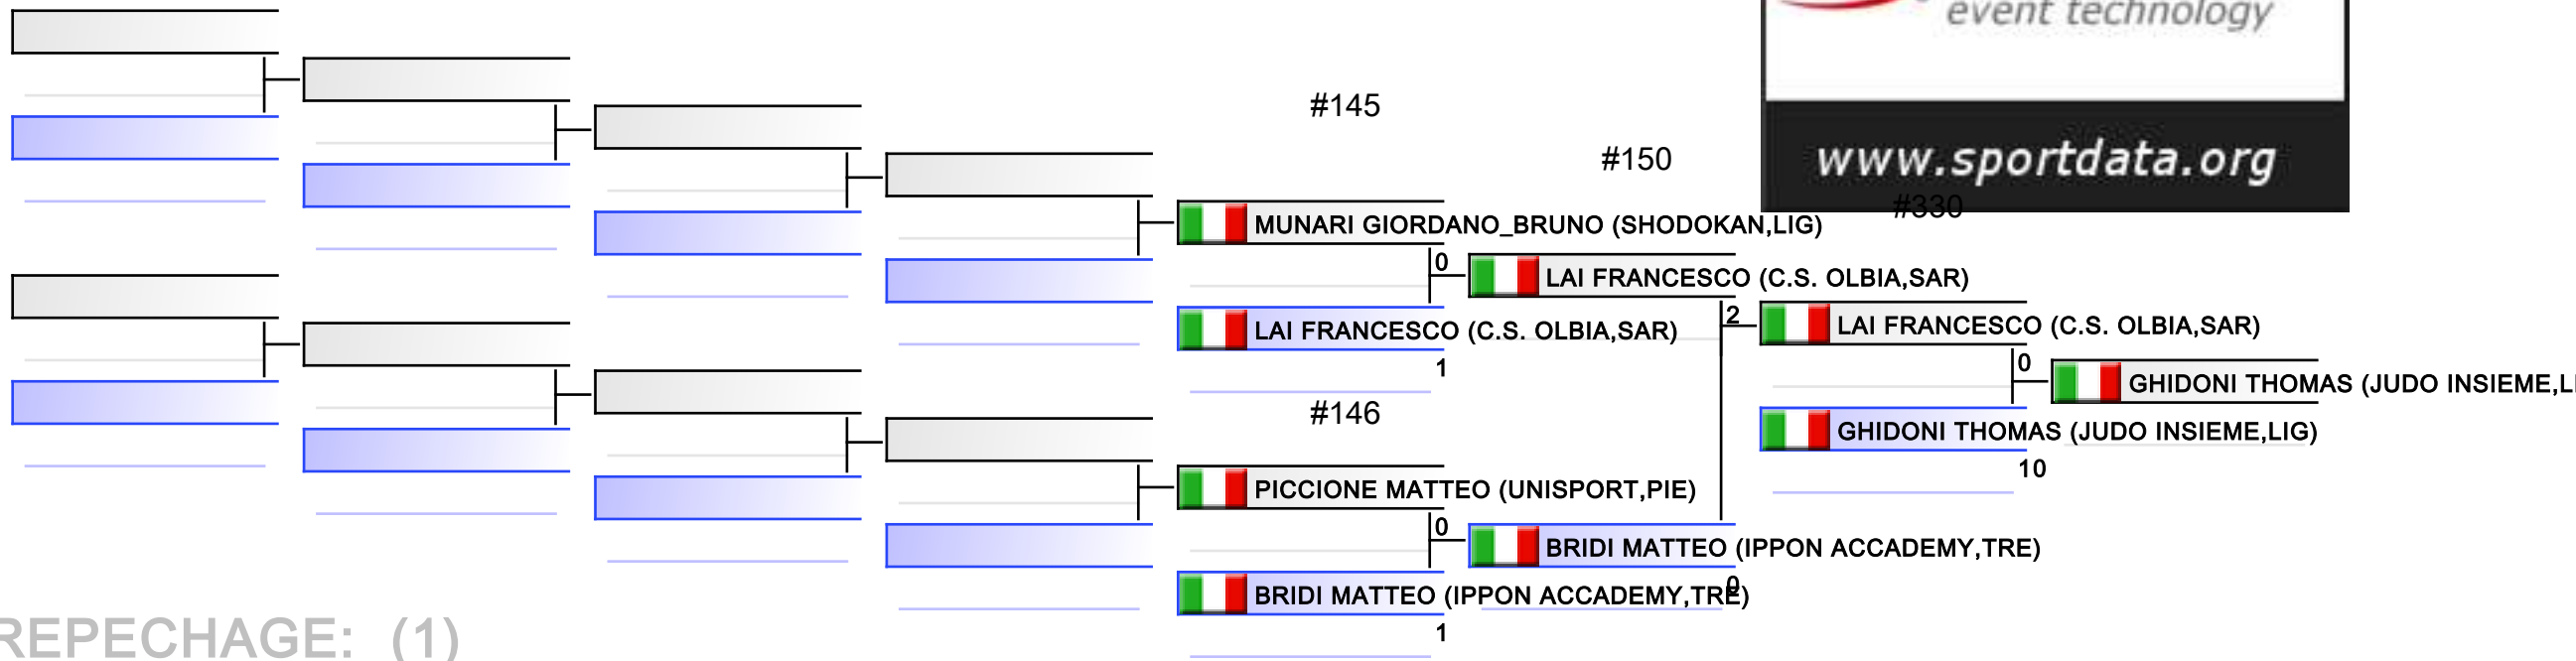 event technology
www.sportdata.org
#145
#150
#330
MUNARI GIORDANO_BRUNO (SHODOKAN,LIG)
0
LAI FRANCESCO (C.S. OLBIA,SAR)
LAI FRANCESCO (C.S. OLBIA,SAR)
1
2
LAI FRANCESCO (C.S. OLBIA,SAR)
0
GHIDONI THOMAS (JUDO INSIEME,LI
GHIDONI THOMAS (JUDO INSIEME,LIG)
10
#146
PICCIONE MATTEO (UNISPORT,PIE)
0
BRIDI MATTEO (IPPON ACCADEMY,TRE)
0
BRIDI MATTEO (IPPON ACCADEMY,TRE)
1
REPECHAGE: (1)